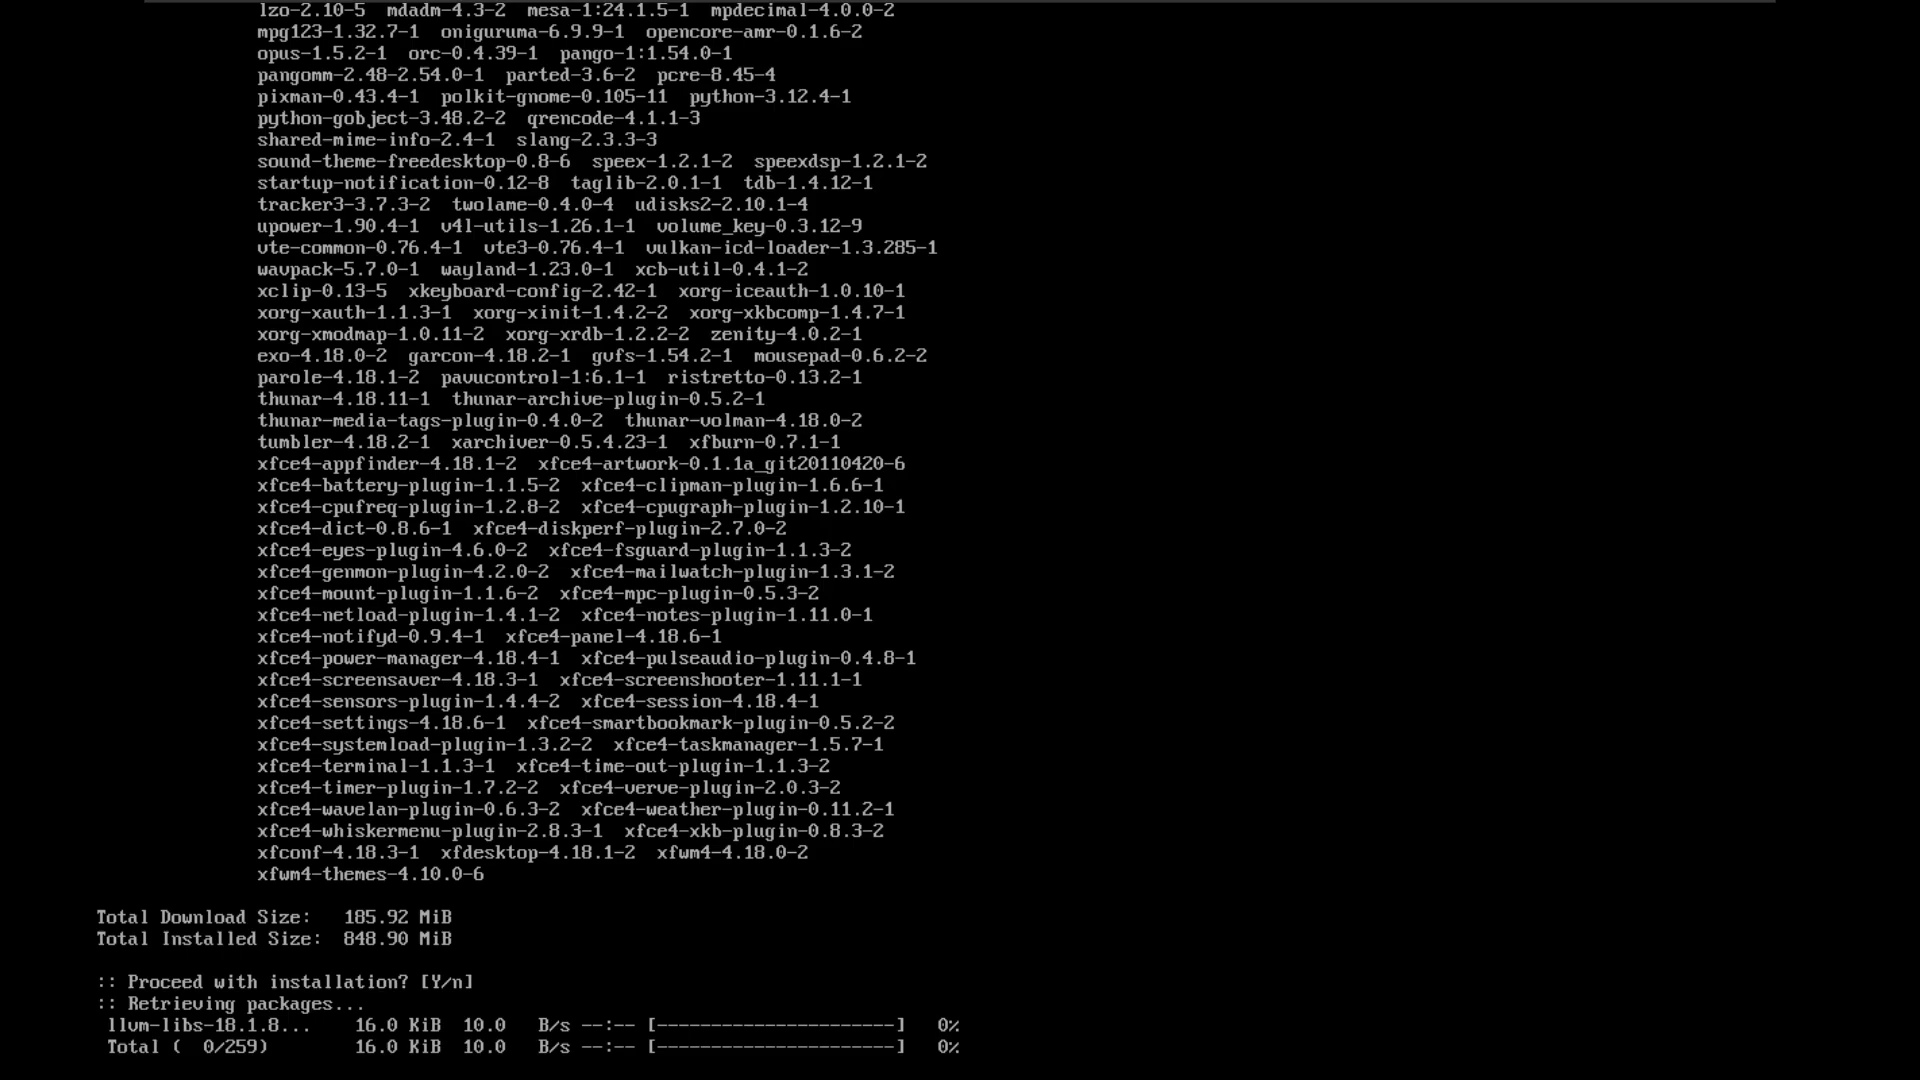 lzo-2.10-5  mdadm-4.3-2  mesa-1:24.1.5-1  mpdecimal-4.0.0-2
mpg123-1.32.7-1  oniguruma-6.9.9-1  opencore-amr-0.1.6-2
opus-1.5.2-1  orc-0.4.39-1  pango-1:1.54.0-1
pangomm-2.48-2.54.0-1  parted-3.6-2  pcre-8.45-4
pixman-0.43.4-1  polkit-gnome-0.105-11  python-3.12.4-1
python-gobject-3.48.2-2  qrencode-4.1.1-3
shared-mime-info-2.4-1  slang-2.3.3-3
sound-theme-freedesktop-0.8-6  speex-1.2.1-2  speexdsp-1.2.1-2
startup-notification-0.12-8  taglib-2.0.1-1  tdb-1.4.12-1
tracker3-3.7.3-2  twolame-0.4.0-4  udisks2-2.10.1-4
upower-1.90.4-1  v4l-utils-1.26.1-1  volume_key-0.3.12-9
vte-common-0.76.4-1  vte3-0.76.4-1  vulkan-icd-loader-1.3.285-1
wavpack-5.7.0-1  wayland-1.23.0-1  xcb-util-0.4.1-2
xclip-0.13-5  xkeyboard-config-2.42-1  xorg-iceauth-1.0.10-1
xorg-xauth-1.1.3-1  xorg-xinit-1.4.2-2  xorg-xkbcomp-1.4.7-1
xorg-xmodmap-1.0.11-2  xorg-xrdb-1.2.2-2  zenity-4.0.2-1
exo-4.18.0-2  garcon-4.18.2-1  gvfs-1.54.2-1  mousepad-0.6.2-2
parole-4.18.1-2  pavucontrol-1:6.1-1  ristretto-0.13.2-1
thunar-4.18.11-1  thunar-archive-plugin-0.5.2-1
thunar-media-tags-plugin-0.4.0-2  thunar-volman-4.18.0-2
tumbler-4.18.2-1  xarchiver-0.5.4.23-1  xfburn-0.7.1-1
xfce4-appfinder-4.18.1-2  xfce4-artwork-0.1.1a_git20110420-6
xfce4-battery-plugin-1.1.5-2  xfce4-clipman-plugin-1.6.6-1
xfce4-cpufreq-plugin-1.2.8-2  xfce4-cpugraph-plugin-1.2.10-1
xfce4-dict-0.8.6-1  xfce4-diskperf-plugin-2.7.0-2
xfce4-eyes-plugin-4.6.0-2  xfce4-fsguard-plugin-1.1.3-2
xfce4-genmon-plugin-4.2.0-2  xfce4-mailwatch-plugin-1.3.1-2
xfce4-mount-plugin-1.1.6-2  xfce4-mpc-plugin-0.5.3-2
xfce4-netload-plugin-1.4.1-2  xfce4-notes-plugin-1.11.0-1
xfce4-notifyd-0.9.4-1  xfce4-panel-4.18.6-1
xfce4-power-manager-4.18.4-1  xfce4-pulseaudio-plugin-0.4.8-1
xfce4-screensaver-4.18.3-1  xfce4-screenshooter-1.11.1-1
xfce4-sensors-plugin-1.4.4-2  xfce4-session-4.18.4-1
xfce4-settings-4.18.6-1  xfce4-smartbookmark-plugin-0.5.2-2
xfce4-systemload-plugin-1.3.2-2  xfce4-taskmanager-1.5.7-1
xfce4-terminal-1.1.3-1  xfce4-time-out-plugin-1.1.3-2
xfce4-timer-plugin-1.7.2-2  xfce4-verve-plugin-2.0.3-2
xfce4-wavelan-plugin-0.6.3-2  xfce4-weather-plugin-0.11.2-1
xfce4-whiskermenu-plugin-2.8.3-1  xfce4-xkb-plugin-0.8.3-2
xfconf-4.18.3-1  xfdesktop-4.18.1-2  xfwm4-4.18.0-2
xfwm4-themes-4.10.0-6
Total Download Size:   185.92 MiB
Total Installed Size:  848.90 MiB
:: Proceed with installation? [Y/n]
:: Retrieving packages...
llvm-libs-18.1.8...    16.0 KiB  10.0   B/s --:-- [----------------------]   0%
Total (  0/259)        16.0 KiB  10.0   B/s --:-- [----------------------]   0%